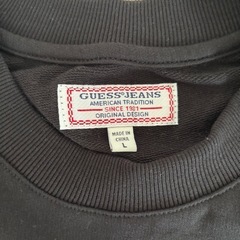 GUESS JEANS
AMERICAN TRADITION
SINCE 1981
ORIGINAL DESIGN
MADE IN
CHINA
L